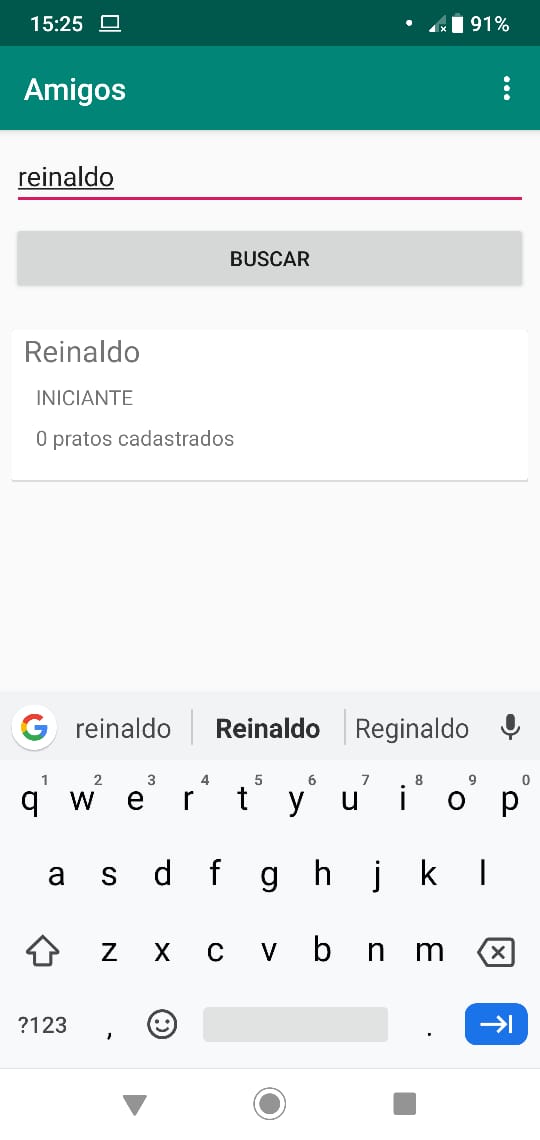 15:25 91%
Amigos
reinaldo
BUSCAR
Reinaldo
INICIANTE
0 pratos cadastrados
G reinaldo Reinaldo Reginaldo
1 2 3 4 5 6 7 8 9 0
q w e r t y u i o p
a s d f g h j k l
z x c v b n m
?123 , .